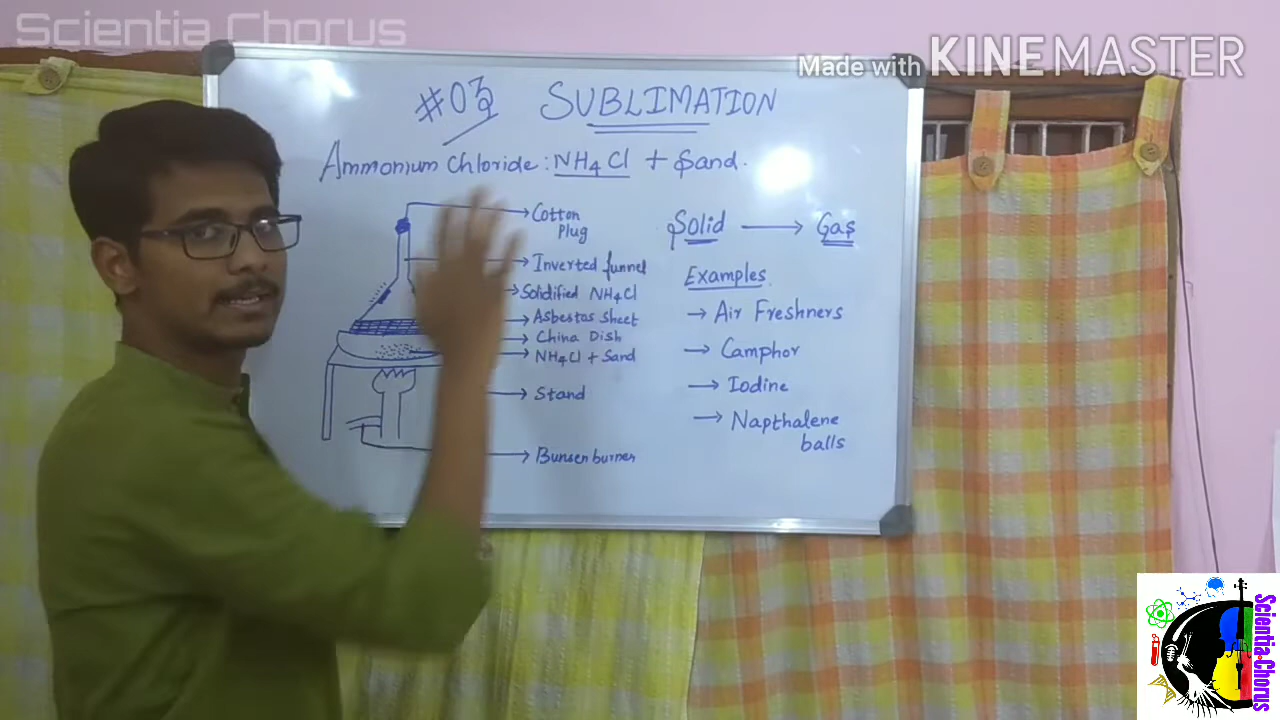 Scientia Chorus
Made with KINEMASTER
#03 SUBLIMATION
Ammonium Chloride: NH4Cl + Sand.
Cotton
Plug
Inverted funnel
Solidified NH4Cl
Asbestos Sheet
China Dish
NH4Cl + Sand
Stand
Bunsen burner
Solid → Gas
Examples
→ Air Freshners
→ Camphor
→ Iodine
→ Napthalene
balls
Scientia-Chorus